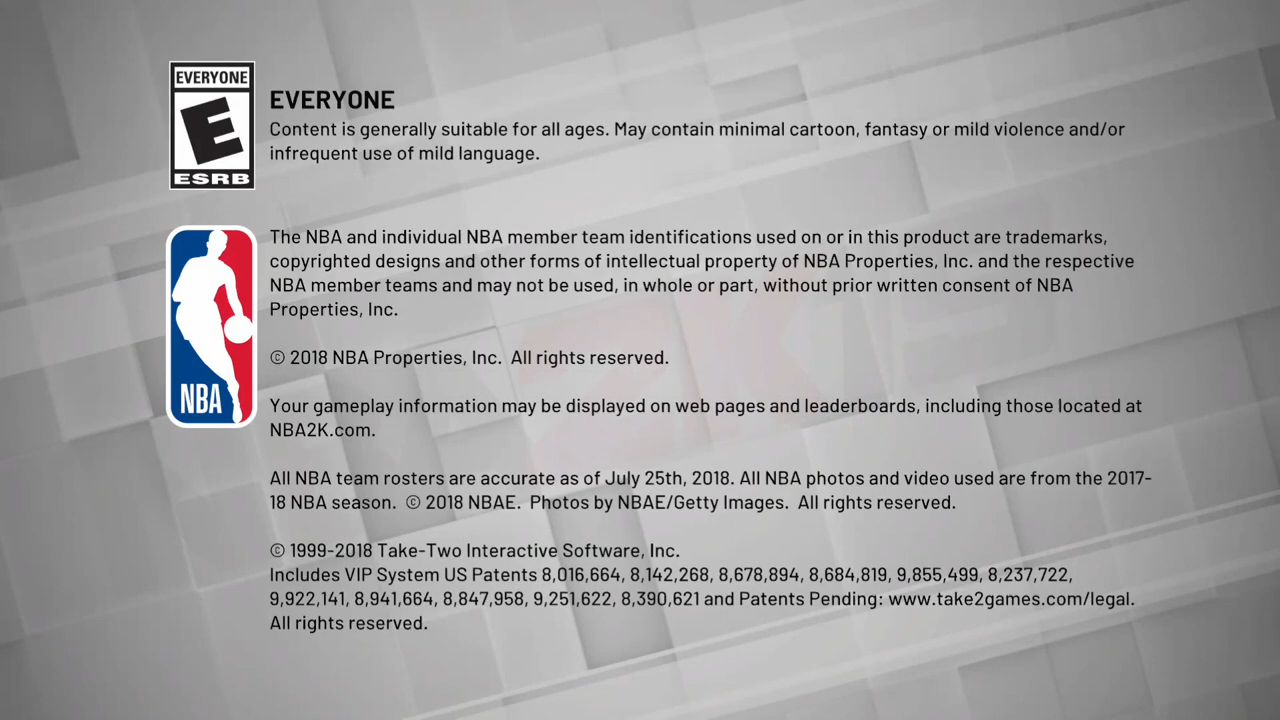 EVERYONE
E
ESRB
EVERYONE
Content is generally suitable for all ages. May contain minimal cartoon, fantasy or mild violence and/or
infrequent use of mild language.
NBA
The NBA and individual NBA member team identifications used on or in this product are trademarks,
copyrighted designs and other forms of intellectual property of NBA Properties, Inc. and the respective
NBA member teams and may not be used, in whole or part, without prior written consent of NBA
Properties, Inc.
© 2018 NBA Properties, Inc.  All rights reserved.
Your gameplay information may be displayed on web pages and leaderboards, including those located at
NBA2K.com.
All NBA team rosters are accurate as of July 25th, 2018. All NBA photos and video used are from the 2017-
18 NBA season.  © 2018 NBAE.  Photos by NBAE/Getty Images.  All rights reserved.
© 1999-2018 Take-Two Interactive Software, Inc.
Includes VIP System US Patents 8,016,664, 8,142,268, 8,678,894, 8,684,819, 9,855,499, 8,237,722,
9,922,141, 8,941,664, 8,847,958, 9,251,622, 8,390,621 and Patents Pending: www.take2games.com/legal.
All rights reserved.